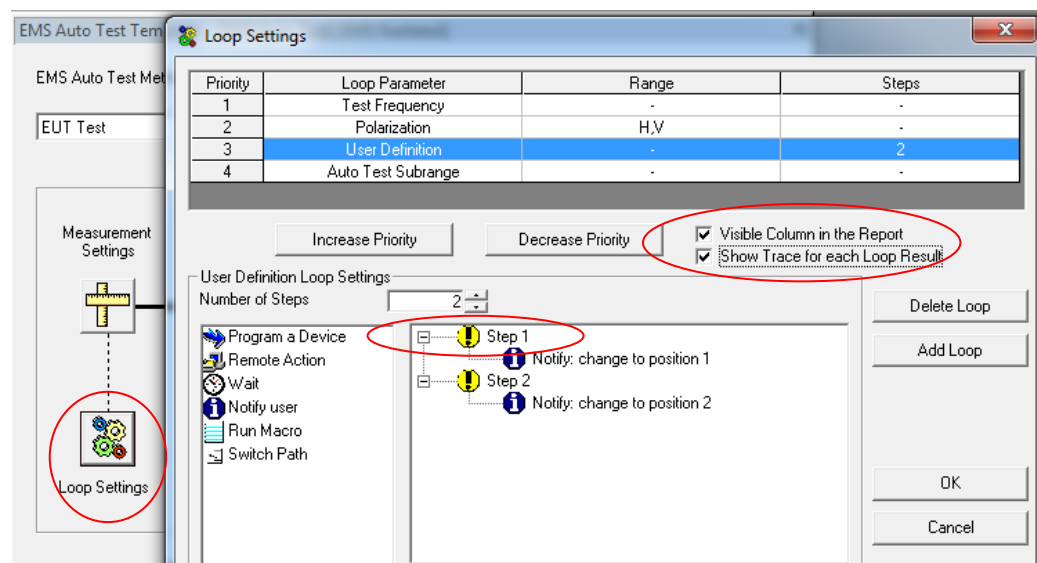 EMS Auto Test Tem
Loop Settings
EMS Auto Test Met
EUT Test
Measurement
Settings
Loop Settings
Priority Loop Parameter Range Steps
1 Test Frequency - -
2 Polarization H,V -
3 User Definition - 2
4 Auto Test Subrange - -
Increase Priority
Decrease Priority
Visible Column in the Report
Show Trace for each Loop Result
User Definition Loop Settings
Number of Steps 2
Program a Device
Remote Action
Wait
Notify user
Run Macro
Switch Path
Step 1
Notify: change to position 1
Step 2
Notify: change to position 2
Delete Loop
Add Loop
OK
Cancel